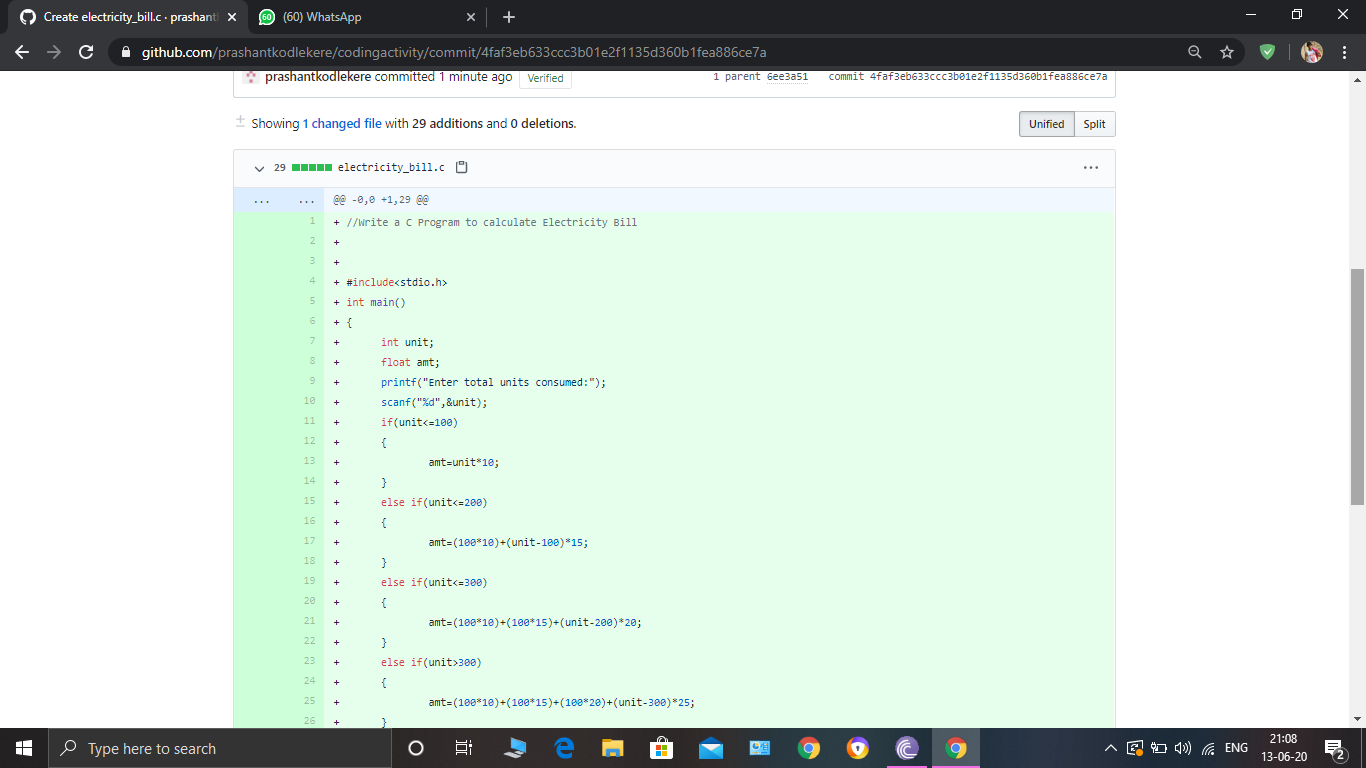 Create electricity_bill.c · prashant
(60) WhatsApp
github.com/prashantkodlekere/codingactivity/commit/4faf3eb633ccc3b01e2f1135d360b1fea886ce7a
prashantkodlekere committed 1 minute ago Verified 1 parent 6ee3a51 commit 4faf3eb633ccc3b01e2f1135d360b1fea886ce7a
Showing 1 changed file with 29 additions and 0 deletions. Unified Split
29 electricity_bill.c
... ... @@ -0,0 +1,29 @@
1 + //Write a C Program to calculate Electricity Bill
2 +
3 +
4 + #include<stdio.h>
5 + int main()
6 + {
7 + int unit;
8 + float amt;
9 + printf("Enter total units consumed:");
10 + scanf("%d",&unit);
11 + if(unit<=100)
12 + {
13 + amt=unit*10;
14 + }
15 + else if(unit<=200)
16 + {
17 + amt=(100*10)+(unit-100)*15;
18 + }
19 + else if(unit<=300)
20 + {
21 + amt=(100*10)+(100*15)+(unit-200)*20;
22 + }
23 + else if(unit>300)
24 + {
25 + amt=(100*10)+(100*15)+(100*20)+(unit-300)*25;
26 + }
Type here to search
ENG
21:08
13-06-20
2